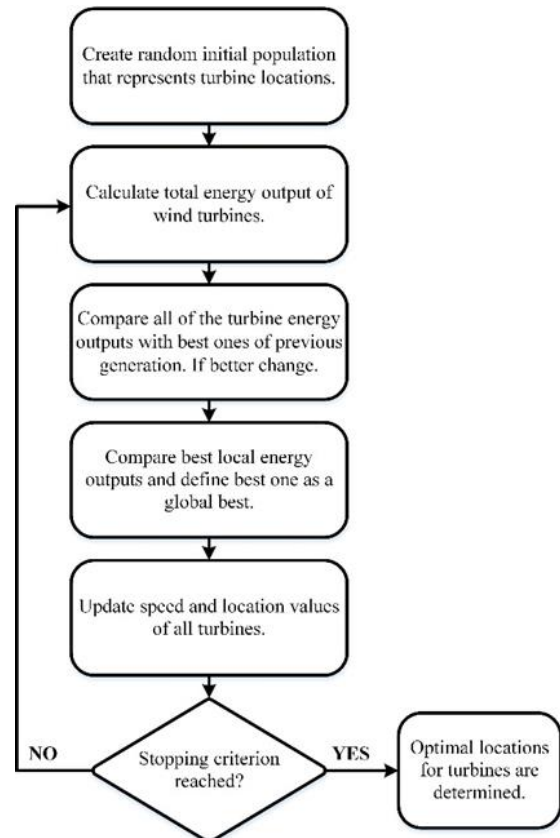 Create random initial population
that represents turbine locations.
Calculate total energy output of
wind turbines.
Compare all of the turbine energy
outputs with best ones of previous
generation. If better change.
Compare best local energy
outputs and define best one as a
global best.
Update speed and location values
of all turbines.
NO
Stopping criterion
reached?
YES
Optimal locations
for turbines are
determined.